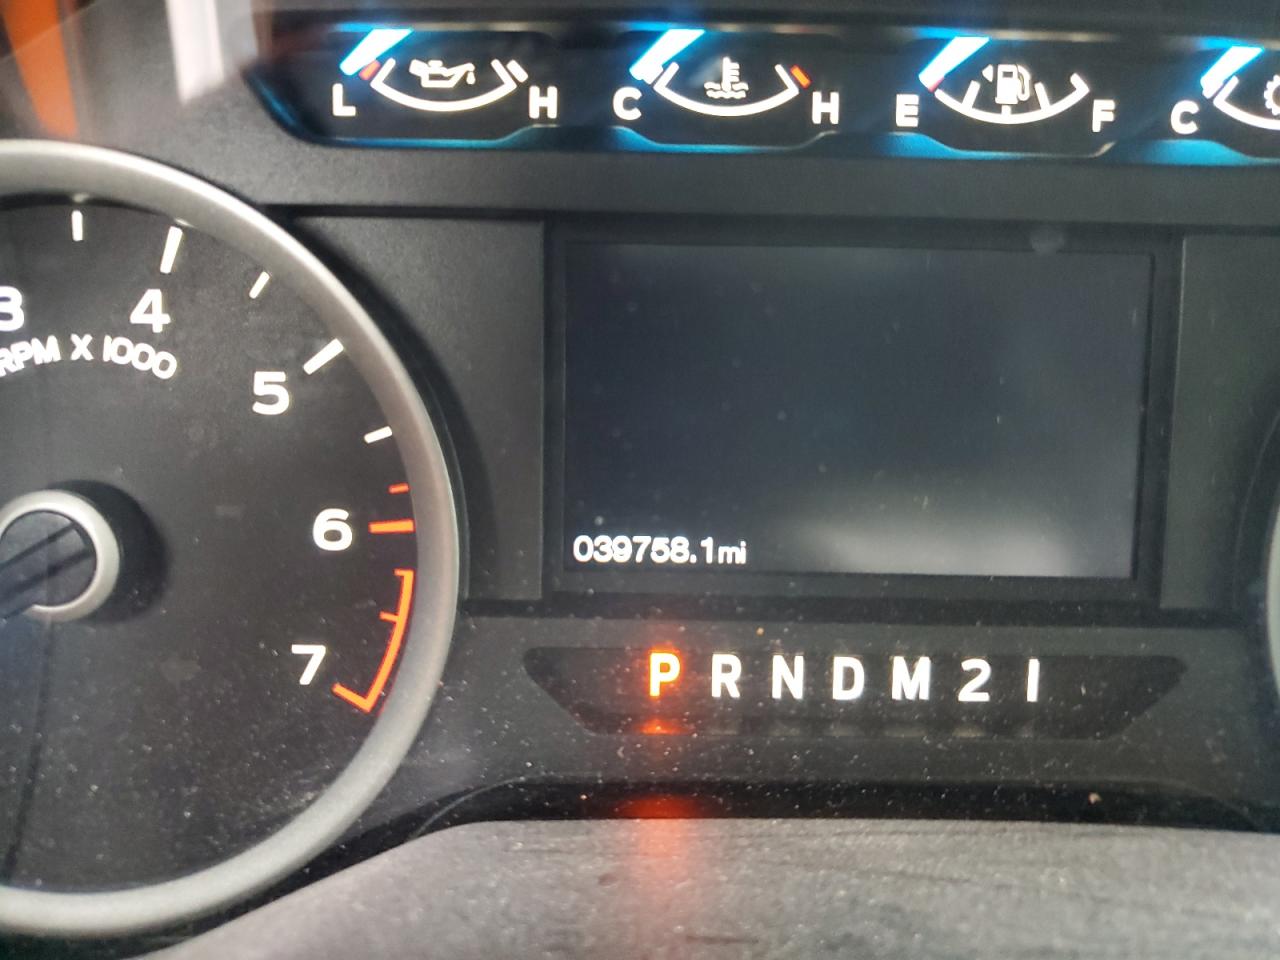 L H C H E F C
3 4 5 6 7
RPM X 1000
039758.1mi
P R N D M 2 1